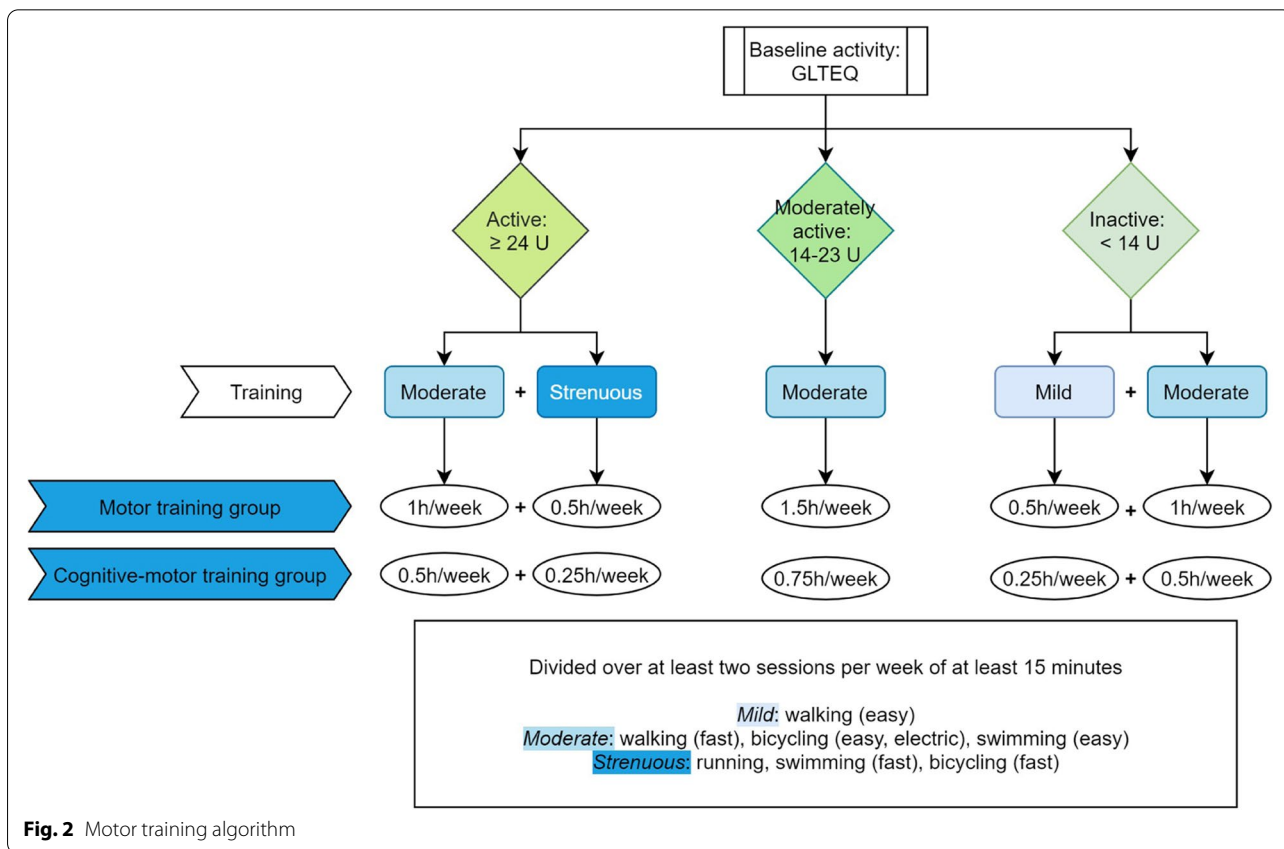 Baseline activity:
GLTEQ
Active:
≥ 24 U
Moderately
active:
14-23 U
Inactive:
< 14 U
Training
Moderate + Strenuous
Moderate
Mild + Moderate
Motor training group
1h/week + 0.5h/week
1.5h/week
0.5h/week + 1h/week
Cognitive-motor training group
0.5h/week + 0.25h/week
0.75h/week
0.25h/week + 0.5h/week
Divided over at least two sessions per week of at least 15 minutes
Mild: walking (easy)
Moderate: walking (fast), bicycling (easy, electric), swimming (easy)
Strenuous: running, swimming (fast), bicycling (fast)
Fig. 2 Motor training algorithm